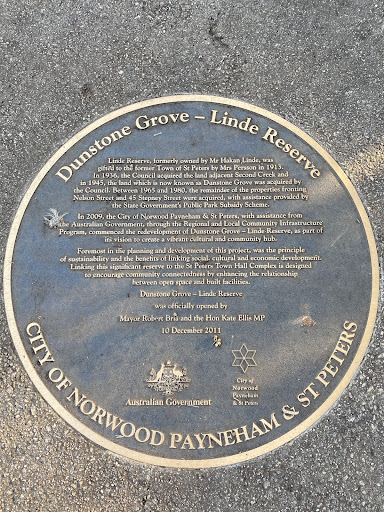 Dunstone Grove – Linde Reserve
Linde Reserve, formerly owned by Mr Hakan Linde, was
gifted to the former Town of St Peters by Mrs Persson in 1913.
In 1936, the Council acquired the land adjacent Second Creek and
in 1945, the land which is now known as Dunstone Grove was acquired by
the Council. Between 1965 and 1980, the remainder of the properties fronting
Nelson Street and 45 Stepney Street were acquired, with assistance provided by
the State Government's Public Park Subsidy Scheme.
In 2009, the City of Norwood Payneham & St Peters, with assistance from
the Australian Government, through the Regional and Local Community Infrastructure
Program, commenced the redevelopment of Dunstone Grove – Linde Reserve, as part of
its vision to create a vibrant cultural and community hub.
Foremost in the planning and development of this project, was the principle
of sustainability and the benefits of linking social, cultural and economic development.
Linking this significant reserve to the St Peters Town Hall Complex is designed
to encourage community connectedness by enhancing the relationship
between open space and built facilities.
Dunstone Grove – Linde Reserve
was officially opened by
Mayor Robert Bria and the Hon Kate Ellis MP
10 December 2011
Australian Government
City of
Norwood
Payneham
& St Peters
CITY OF NORWOOD PAYNEHAM & ST PETERS